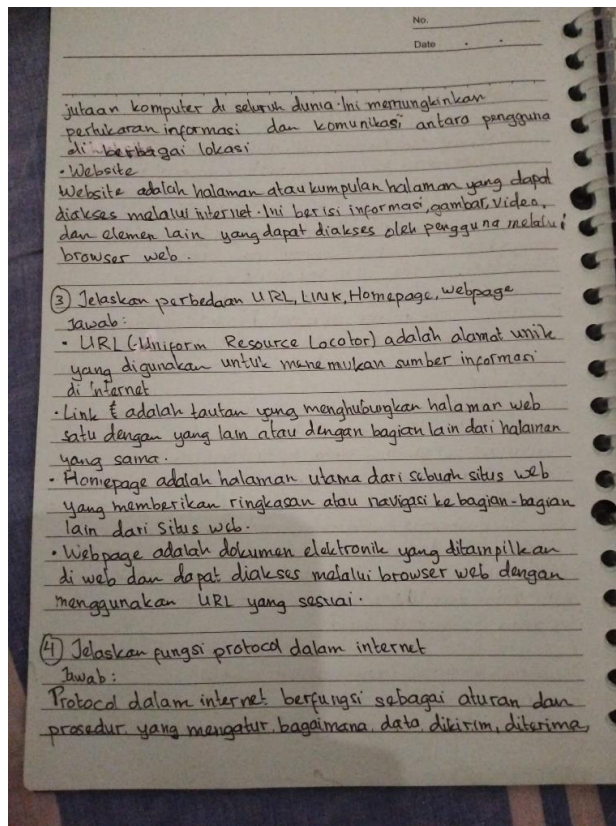 No.
Date
jutaan komputer di seluruh dunia. Ini memungkinkan
pertukaran informasi dan komunikasi antara pengguna
di berbagai lokasi
• Website
Website adalah halaman atau kumpulan halaman yang dapat
diakses melalui internet. Ini berisi informasi, gambar, video,
dan elemen lain yang dapat diakses oleh pengguna melalui
browser web.
③ Jelaskan perbedaan URL, LINK, Homepage, webpage
Jawab:
• URL (Uniform Resource Locator) adalah alamat unik
yang digunakan untuk menemukan sumber informasi
di internet
• Link adalah tautan yang menghubungkan halaman web
satu dengan yang lain atau dengan bagian lain dari halaman
yang sama.
• Homepage adalah halaman utama dari sebuah situs web
yang memberikan ringkasan atau navigasi ke bagian-bagian
lain dari situs web.
• Webpage adalah dokumen elektronik yang ditampilkan
di web dan dapat diakses melalui browser web dengan
menggunakan URL yang sesuai.
④ Jelaskan fungsi protocol dalam internet
Jawab:
Protocol dalam internet berfungsi sebagai aturan dan
prosedur yang mengatur bagaimana data dikirim, diterima,